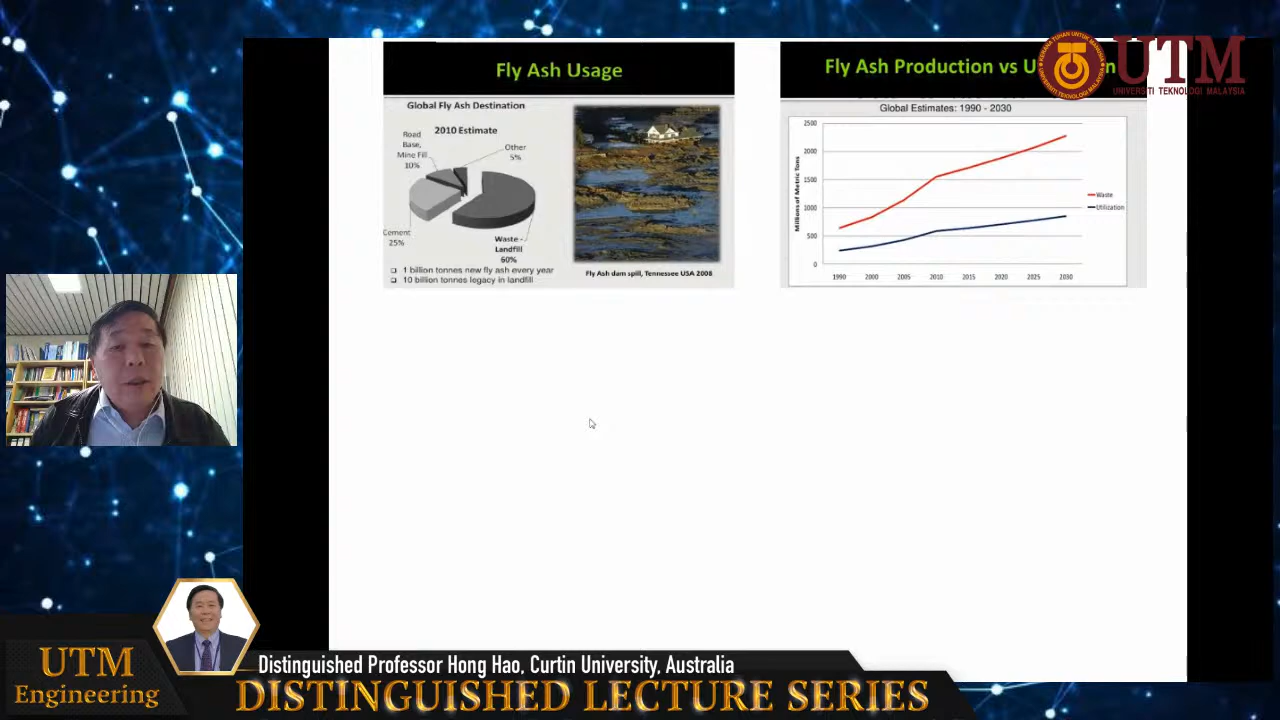 Fly Ash Usage
Global Fly Ash Destination
2010 Estimate
Road
Base,
Mine Fill
10%
Other
5%
Cement
25%
Waste -
Landfill
60%
1 billion tonnes new fly ash every year
10 billion tonnes legacy in landfill
Fly Ash dam spill, Tennessee USA 2008
Fly Ash Production vs U
n
Global Estimates: 1990 - 2030
Millions of Metric Tons
2500
2000
1500
1000
500
0
1990
2000
2005
2010
2015
2020
2025
2030
Waste
Utilization
UTM
UNIVERSITI TEKNOLOGI MALAYSIA
UTM
Engineering
Distinguished Professor Hong Hao, Curtin University, Australia
DISTINGUISHED LECTURE SERIES